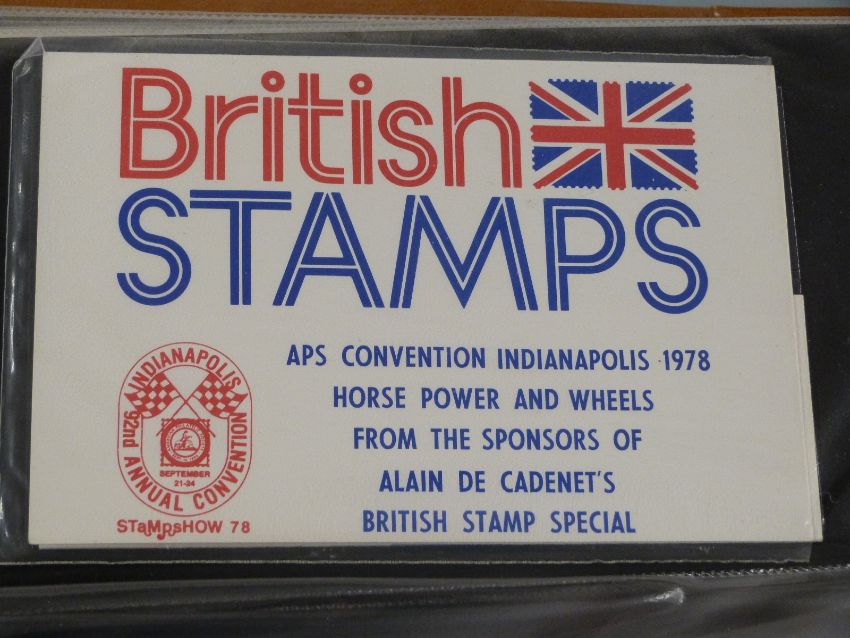 British
STAMPS
APS CONVENTION INDIANAPOLIS 1978
HORSE POWER AND WHEELS
FROM THE SPONSORS OF
ALAIN DE CADENET'S
BRITISH STAMP SPECIAL
INDIANAPOLIS
92nd ANNUAL CONVENTION
SEPTEMBER
21-24
STaMpsHOW 78